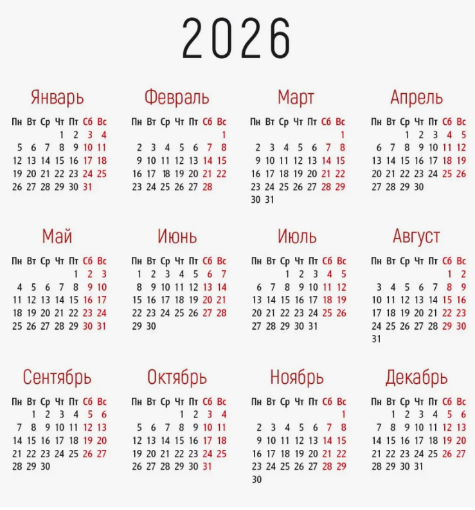 2026
Январь
Пн Вт Ср Чт Пт Сб Вс
1 2 3 4
5 6 7 8 9 10 11
12 13 14 15 16 17 18
19 20 21 22 23 24 25
26 27 28 29 30 31
Февраль
Пн Вт Ср Чт Пт Сб Вс
1
2 3 4 5 6 7 8
9 10 11 12 13 14 15
16 17 18 19 20 21 22
23 24 25 26 27 28
Март
Пн Вт Ср Чт Пт Сб Вс
1
2 3 4 5 6 7 8
9 10 11 12 13 14 15
16 17 18 19 20 21 22
23 24 25 26 27 28 29
30 31
Апрель
Пн Вт Ср Чт Пт Сб Вс
1 2 3 4 5
6 7 8 9 10 11 12
13 14 15 16 17 18 19
20 21 22 23 24 25 26
27 28 29 30
Май
Пн Вт Ср Чт Пт Сб Вс
1 2 3
4 5 6 7 8 9 10
11 12 13 14 15 16 17
18 19 20 21 22 23 24
25 26 27 28 29 30 31
Июнь
Пн Вт Ср Чт Пт Сб Вс
1 2 3 4 5 6 7
8 9 10 11 12 13 14
15 16 17 18 19 20 21
22 23 24 25 26 27 28
29 30
Июль
Пн Вт Ср Чт Пт Сб Вс
1 2 3 4 5
6 7 8 9 10 11 12
13 14 15 16 17 18 19
20 21 22 23 24 25 26
27 28 29 30 31
Август
Пн Вт Ср Чт Пт Сб Вс
1 2
3 4 5 6 7 8 9
10 11 12 13 14 15 16
17 18 19 20 21 22 23
24 25 26 27 28 29 30
31
Сентябрь
Пн Вт Ср Чт Пт Сб Вс
1 2 3 4 5 6
7 8 9 10 11 12 13
14 15 16 17 18 19 20
21 22 23 24 25 26 27
28 29 30
Октябрь
Пн Вт Ср Чт Пт Сб Вс
1 2 3 4
5 6 7 8 9 10 11
12 13 14 15 16 17 18
19 20 21 22 23 24 25
26 27 28 29 30 31
Ноябрь
Пн Вт Ср Чт Пт Сб Вс
1
2 3 4 5 6 7 8
9 10 11 12 13 14 15
16 17 18 19 20 21 22
23 24 25 26 27 28 29
30
Декабрь
Пн Вт Ср Чт Пт Сб Вс
1 2 3 4 5 6
7 8 9 10 11 12 13
14 15 16 17 18 19 20
21 22 23 24 25 26 27
28 29 30 31